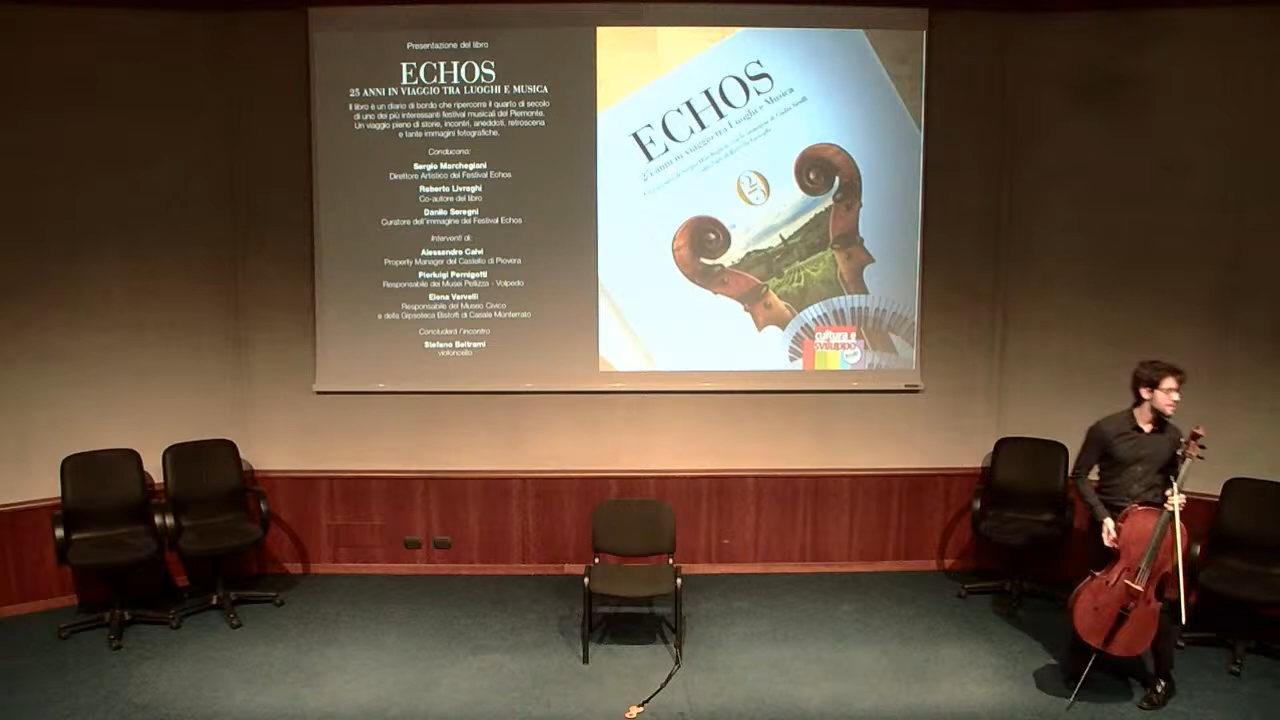 Presentazione del libro
ECHOS
25 ANNI IN VIAGGIO TRA LUOGHI E MUSICA
Il libro è un diario di bordo che ripercorre il quarto di secolo
di uno dei più interessanti festival musicali del Piemonte.
Un viaggio pieno di storie, incontri, aneddoti, retroscena
e tante immagini fotografiche.
Conducono:
Sergio Marchegiani
Direttore Artistico del Festival Echos
Roberto Livraghi
Co-autore del libro
Danilo Seregni
Curatore dell'immagine del Festival Echos
Interventi di:
Alessandro Calvi
Property Manager del Castello di Piovera
Pierluigi Pernigotti
Responsabile dei Musei Pellizza - Volpedo
Elena Varvelli
Responsabile del Museo Civico
e della Gipsoteca Bistolfi di Casale Monferrato
Concluderà l'incontro
Stefano Beltrami
violoncello
ECHOS
25 anni in viaggio tra Luoghi e Musica
25
cultura e
sviluppo